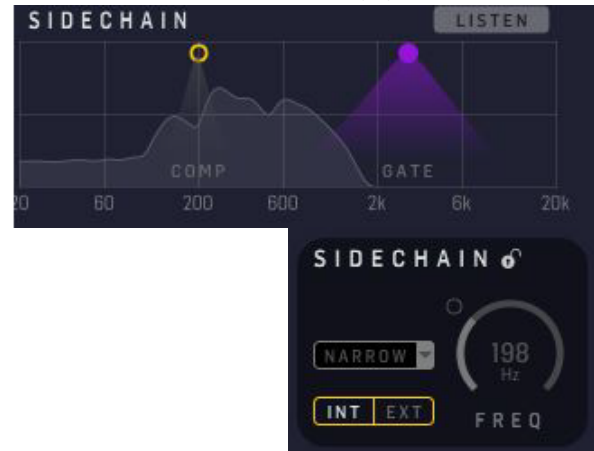 SIDECHAIN LISTEN
COMP GATE
20 60 200 600 2k 6k 20k
SIDECHAIN
NARROW 198
Hz
INT EXT FREQ